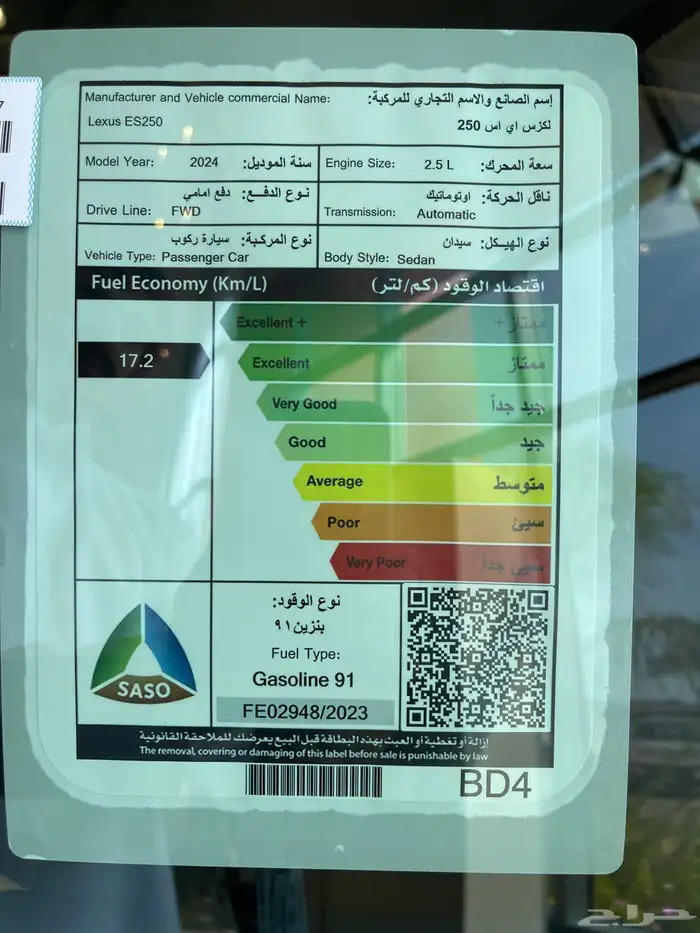 Manufacturer and Vehicle commercial Name: إسم الصانع والاسم التجاري للمركبة:
Lexus ES250 لكزس اي اس 250
Model Year: 2024 سنة الموديل:
Engine Size: 2.5 L سعة المحرك:
نوع الدفــع: دفع امامي
Drive Line: FWD
ناقل الحركة: اوتوماتيك
Transmission: Automatic
نوع المركبة: سيارة ركوب
Vehicle Type: Passenger Car
نوع الهيكل: سيدان
Body Style: Sedan
Fuel Economy (Km/L) اقتصاد الوقود (كم/لتر)
Excellent + ممتاز +
17.2
Excellent ممتاز
Very Good جيد جداً
Good جيد
Average متوسط
Poor سيئ
Very Poor سيئ جداً
SASO
نوع الوقود:
بنزين ٩١
Fuel Type:
Gasoline 91
FE02948/2023
إزالة أو تغطية أو العبث بهذه البطاقة قبل البيع يعرضك للملاحقة القانونية
The removal, covering or damaging of this label before sale is punishable by law
BD4
حراج